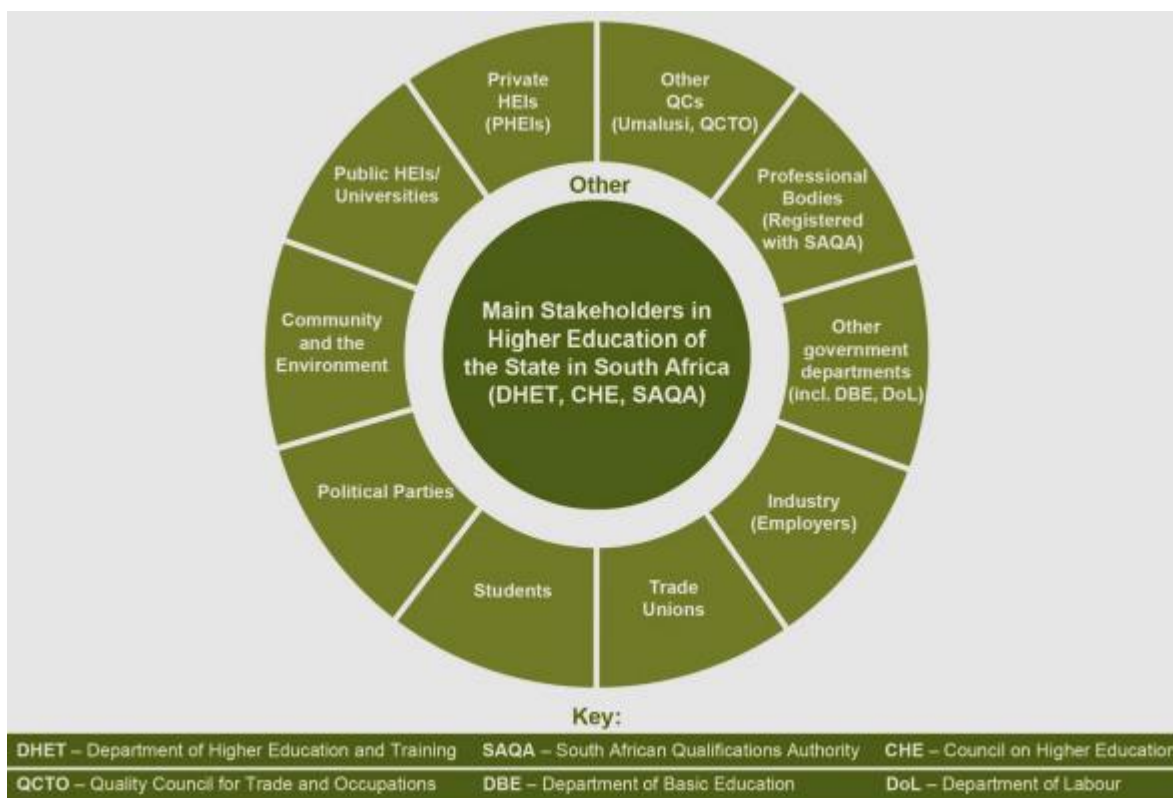 Private
HEIs
(PHEIs)
Other
QCs
(Umalusi, QCTO)
Professional
Bodies
(Registered
with SAQA)
Other
government
departments
(incl. DBE, DoL)
Industry
(Employers)
Trade
Unions
Students
Political Parties
Community
and the
Environment
Public HEIs/
Universities
Other
Main Stakeholders in
Higher Education of
the State in South Africa
(DHET, CHE, SAQA)
Key:
DHET – Department of Higher Education and Training SAQA – South African Qualifications Authority CHE – Council on Higher Education
QCTO – Quality Council for Trade and Occupations DBE – Department of Basic Education DoL – Department of Labour